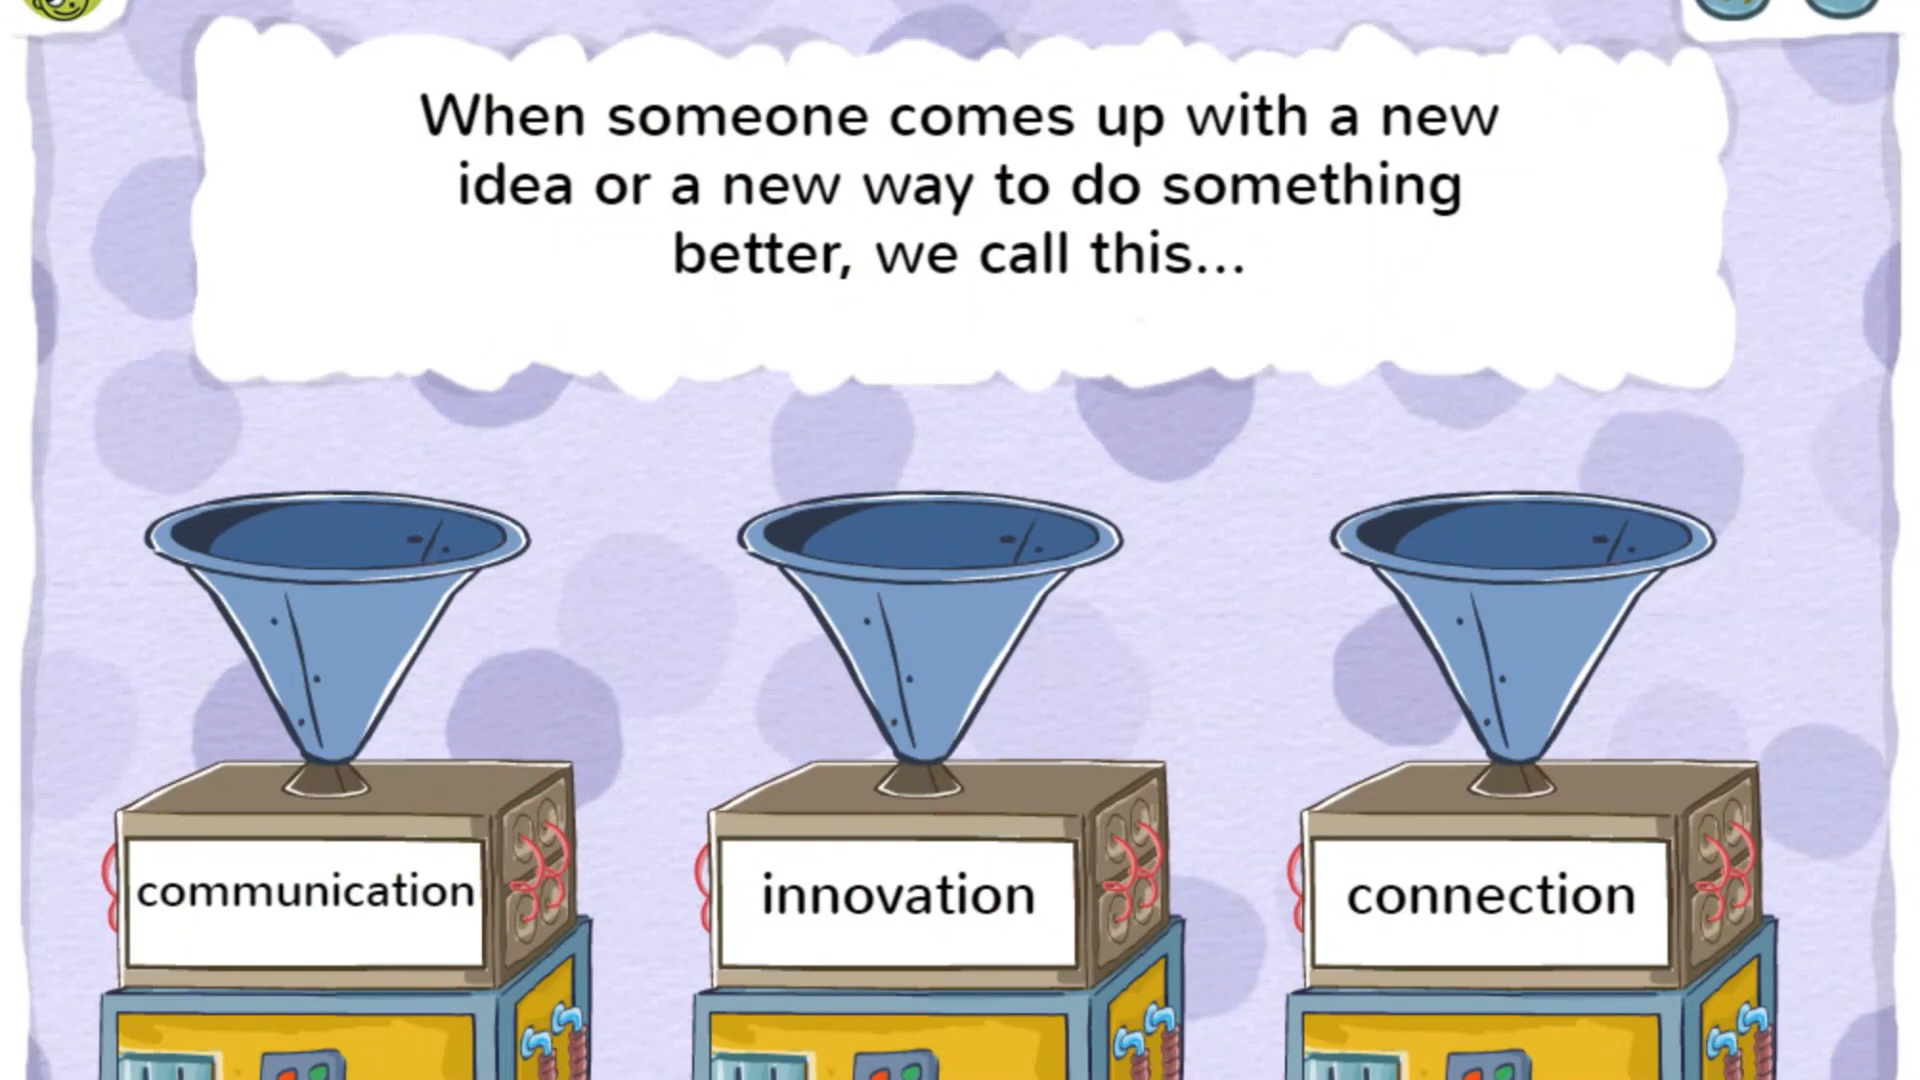 When someone comes up with a new
idea or a new way to do something
better, we call this...
communication
innovation
connection